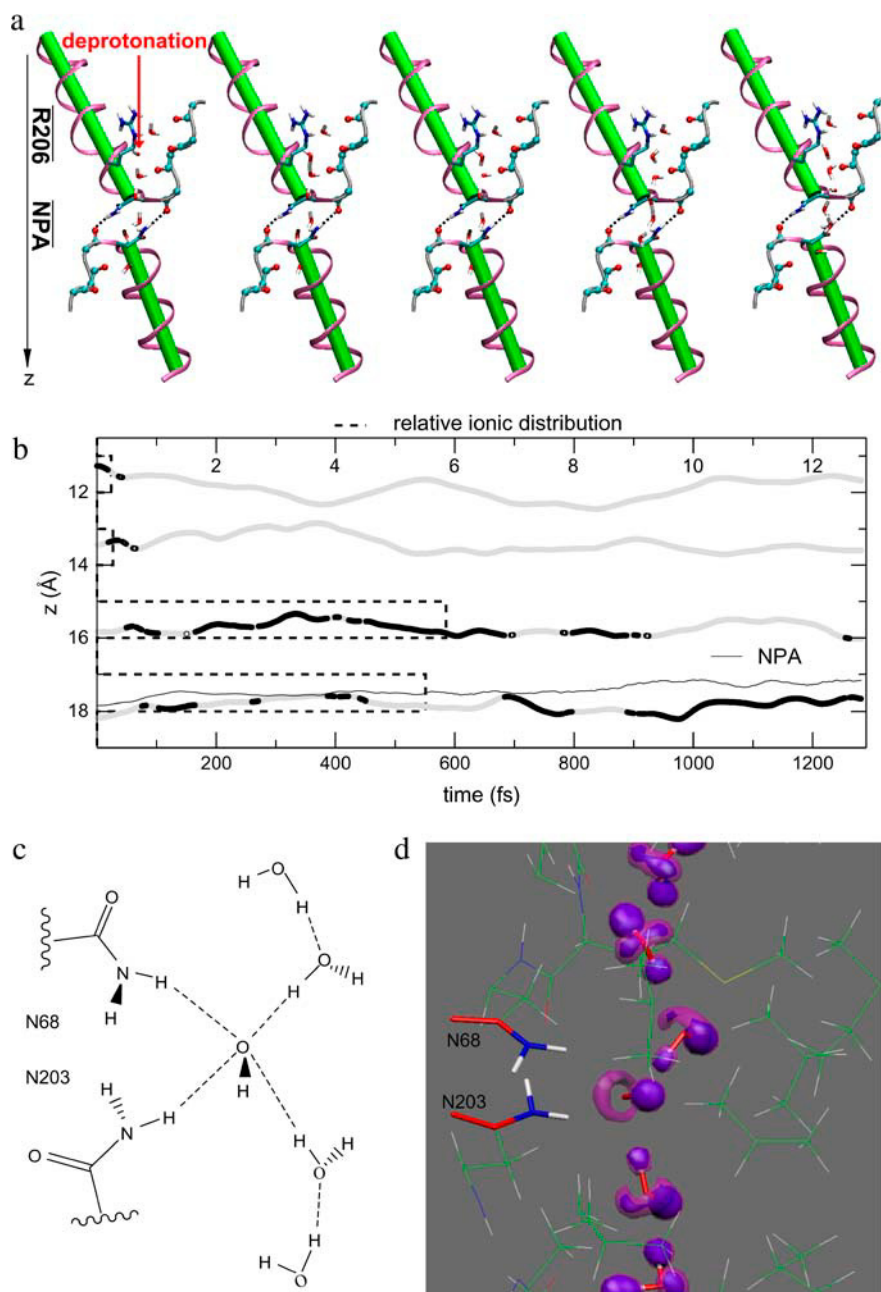 a
deprotonation
R206
NPA
z
relative ionic distribution
b
2 4 6 8 10 12
12
14
z (Å)
16
NPA
18
200 400 600 800 1000 1200
time (fs)
c
d
O
H
O
H
N
H
O
H
H
H
N68
O
H
N203
H
N
H
H
H
O
O
H
H
O
N68
N203